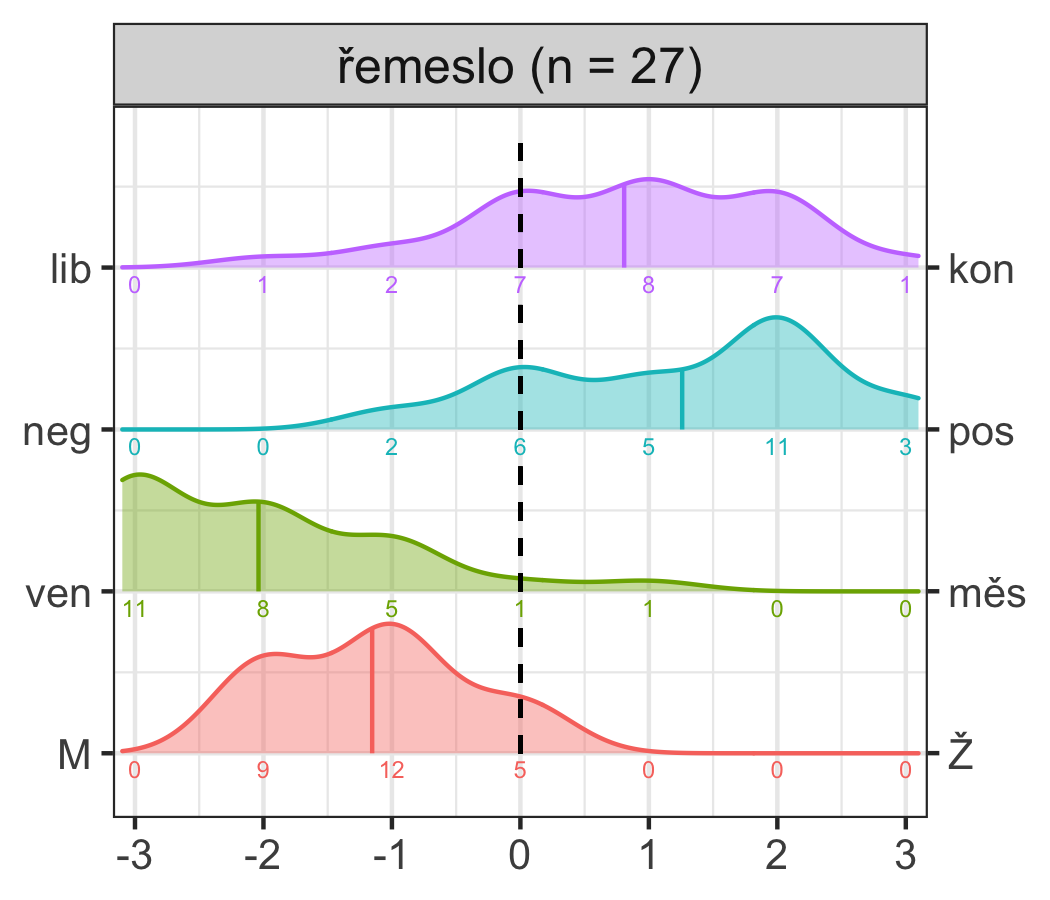 řemeslo (n = 27)
lib kon
0 1 2 7 8 7 1
neg pos
0 0 2 6 5 11 3
ven měs
11 8 5 1 1 0 0
M Ž
0 9 12 5 0 0 0
-3 -2 -1 0 1 2 3